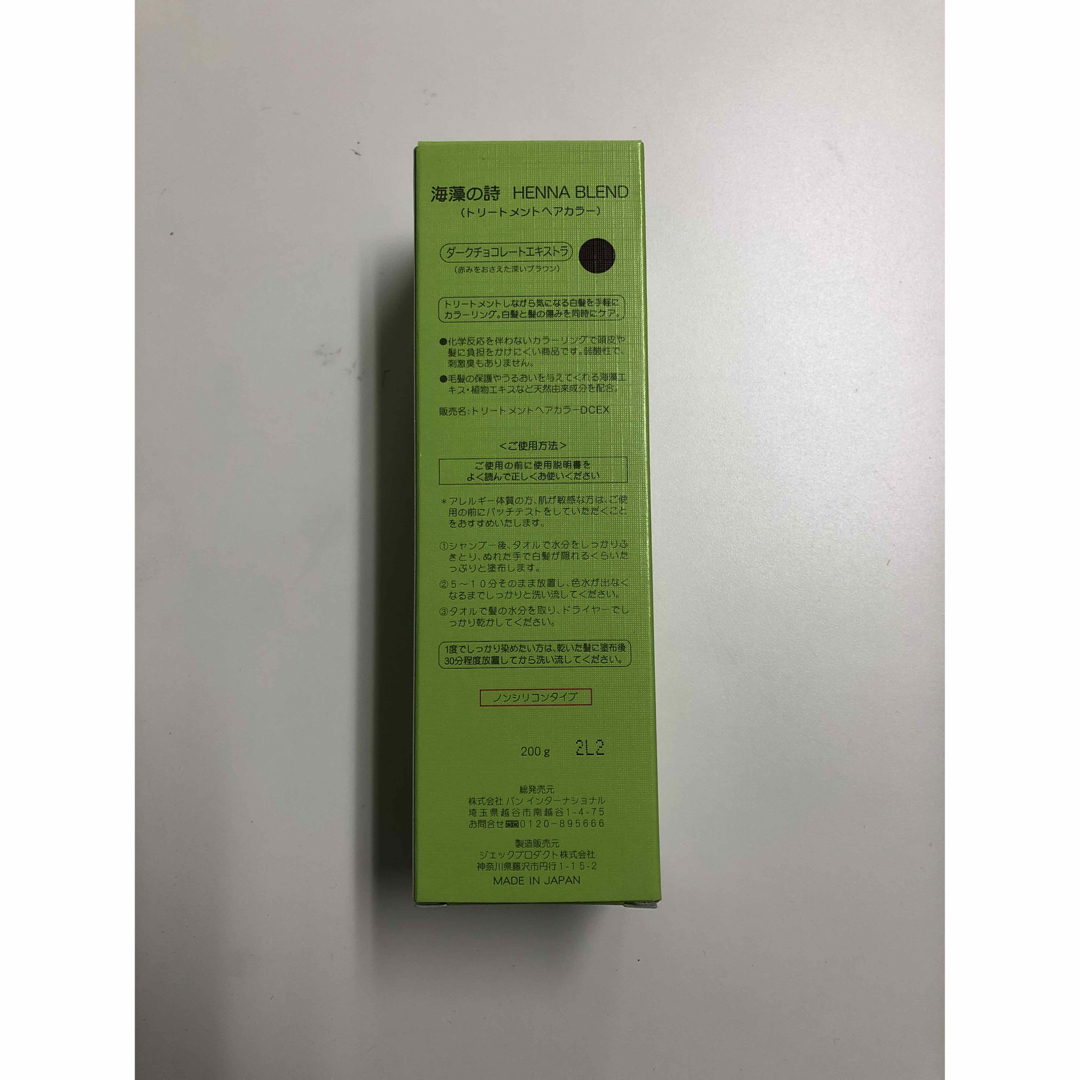 海藻の詩 HENNA BLEND
(トリートメントヘアカラー)
ダークチョコレートエキストラ
(赤みをおさえた深いブラウン)
トリートメントしながら気になる白髪を手軽に
カラーリング。白髪と髪の傷みを同時にケア。
●化学反応を伴わないカラーリングで頭皮や
髪に負担をかけにくい商品です。弱酸性で、
刺激臭もありません。
●毛髪の保護やうるおいを与えてくれる海藻エ
キス・植物エキスなど天然由来成分を配合。
販売名:トリートメントヘアカラーDCEX
<ご使用方法>
ご使用の前に使用説明書を
よく読んで正しくお使いください
*アレルギー体質の方、肌が敏感な方は、ご使
用の前にパッチテストをしていただくこと
をおすすめいたします。
①シャンプー後、タオルで水分をしっかりふ
きとり、ぬれた手で白髪が隠れるくらいた
っぷりと塗布します。
②5〜10分そのまま放置し、色水が出なく
なるまでしっかりと洗い流してください。
③タオルで髪の水分を取り、ドライヤーでし
っかり乾かしてください。
1度でしっかり染めたい方は、乾いた髪に塗布後
30分程度放置してから洗い流してください。
ノンシリコンタイプ
200g 2L2
総発売元
株式会社 パン インターナショナル
埼玉県越谷市南越谷1-4-75
お問合せ 0120-895666
製造販売元
ジエックプロダクト株式会社
神奈川県藤沢市円行1-15-2
MADE IN JAPAN